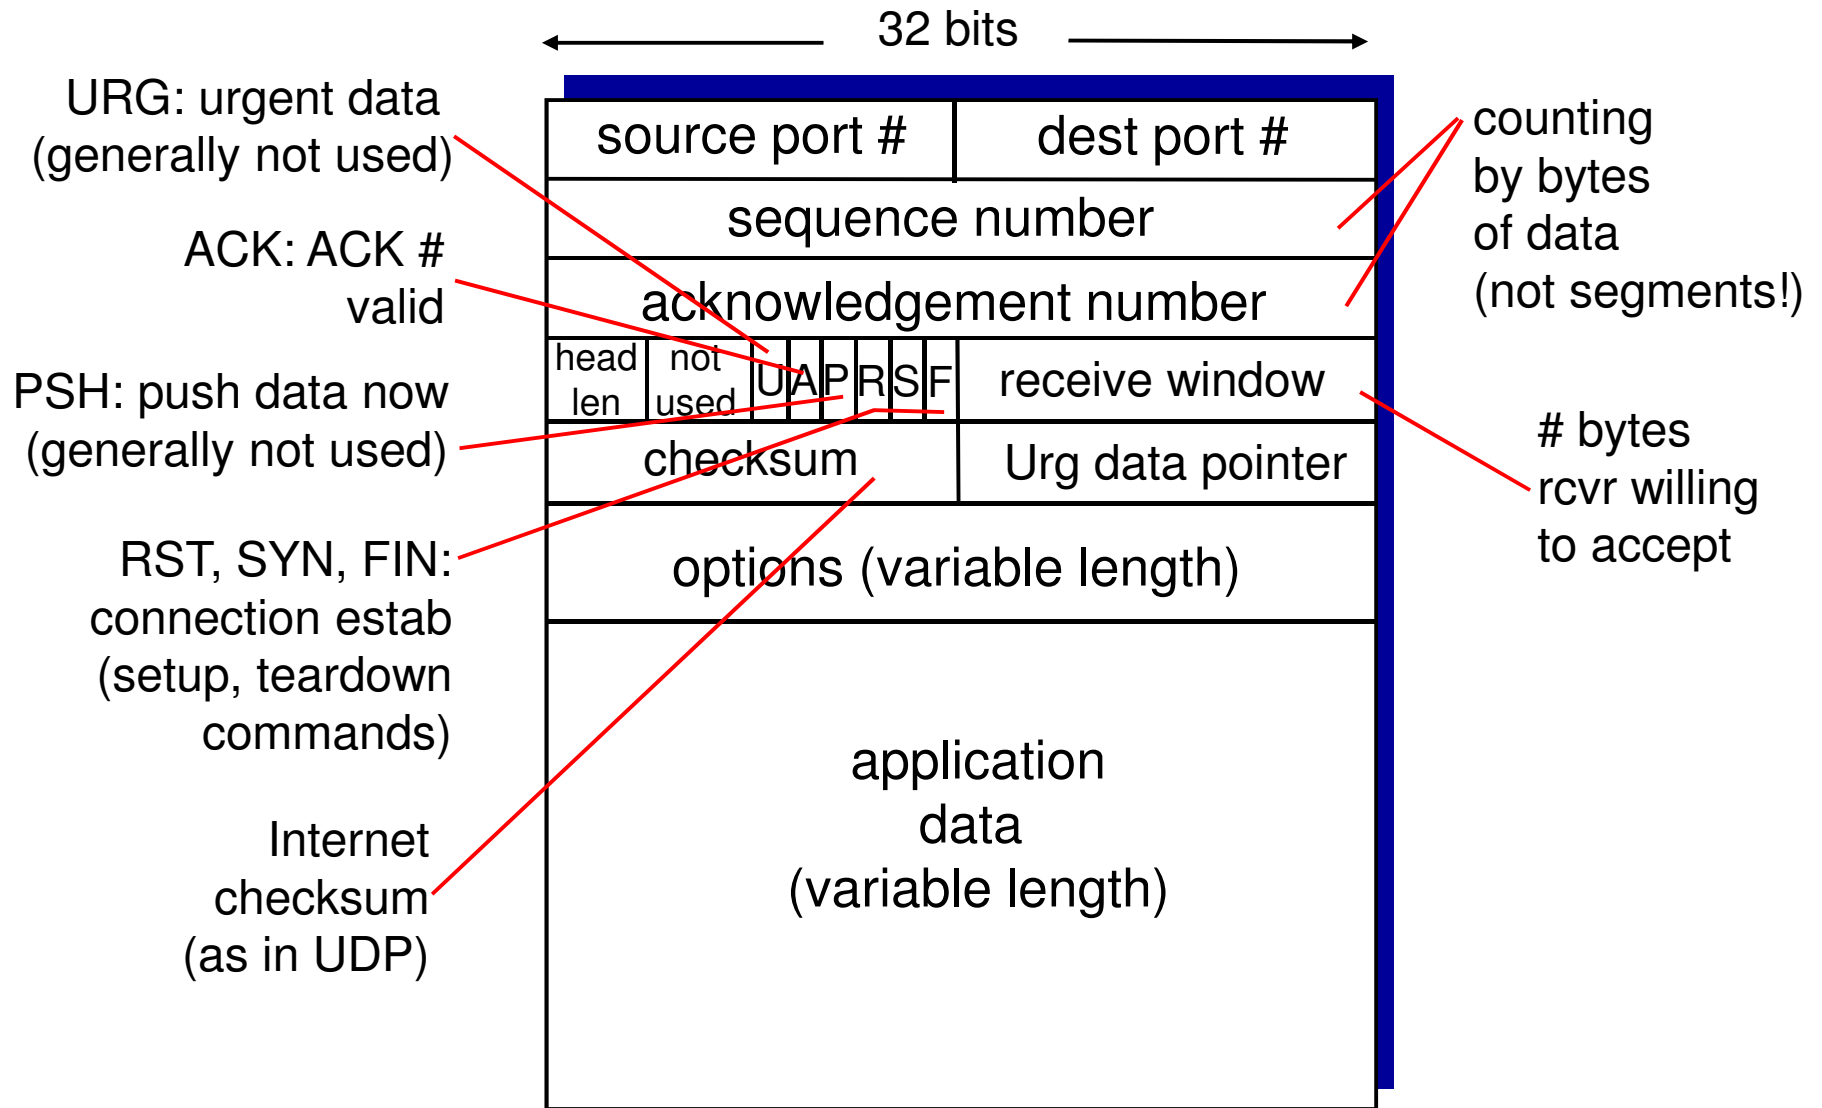 32 bits
URG: urgent data
(generally not used)
ACK: ACK #
valid
PSH: push data now
(generally not used)
RST, SYN, FIN:
connection estab
(setup, teardown
commands)
Internet
checksum
(as in UDP)
source port #
dest port #
sequence number
acknowledgement number
head
len
not
used
U
A
P
R
S
F
receive window
checksum
Urg data pointer
options (variable length)
application
data
(variable length)
counting
by bytes
of data
(not segments!)
# bytes
rcvr willing
to accept